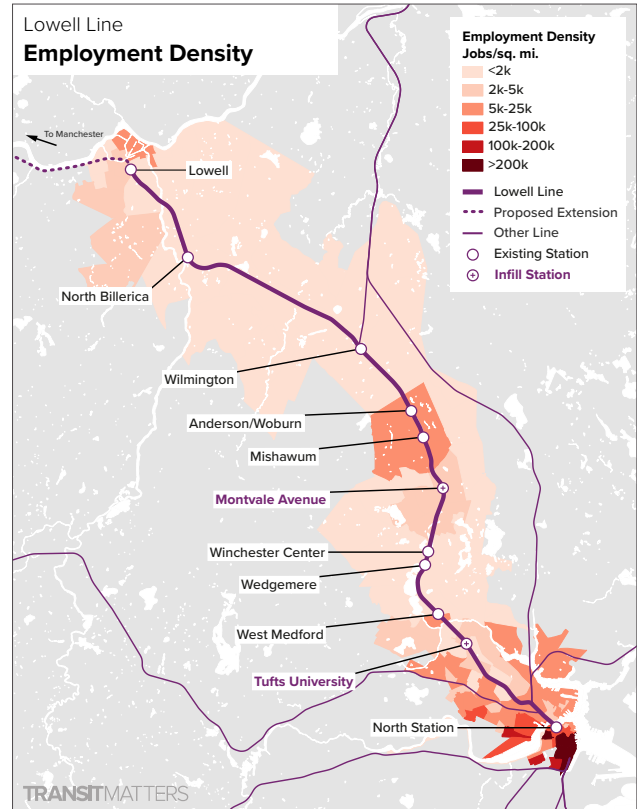 Lowell Line
Employment Density
Employment Density
Jobs/sq. mi.
<2k
2k-5k
5k-25k
25k-100k
100k-200k
>200k
Lowell Line
Proposed Extension
Other Line
Existing Station
Infill Station
To Manchester
Lowell
North Billerica
Wilmington
Anderson/Woburn
Mishawum
Montvale Avenue
Winchester Center
Wedgemere
West Medford
Tufts University
North Station
TRANSITMATTERS